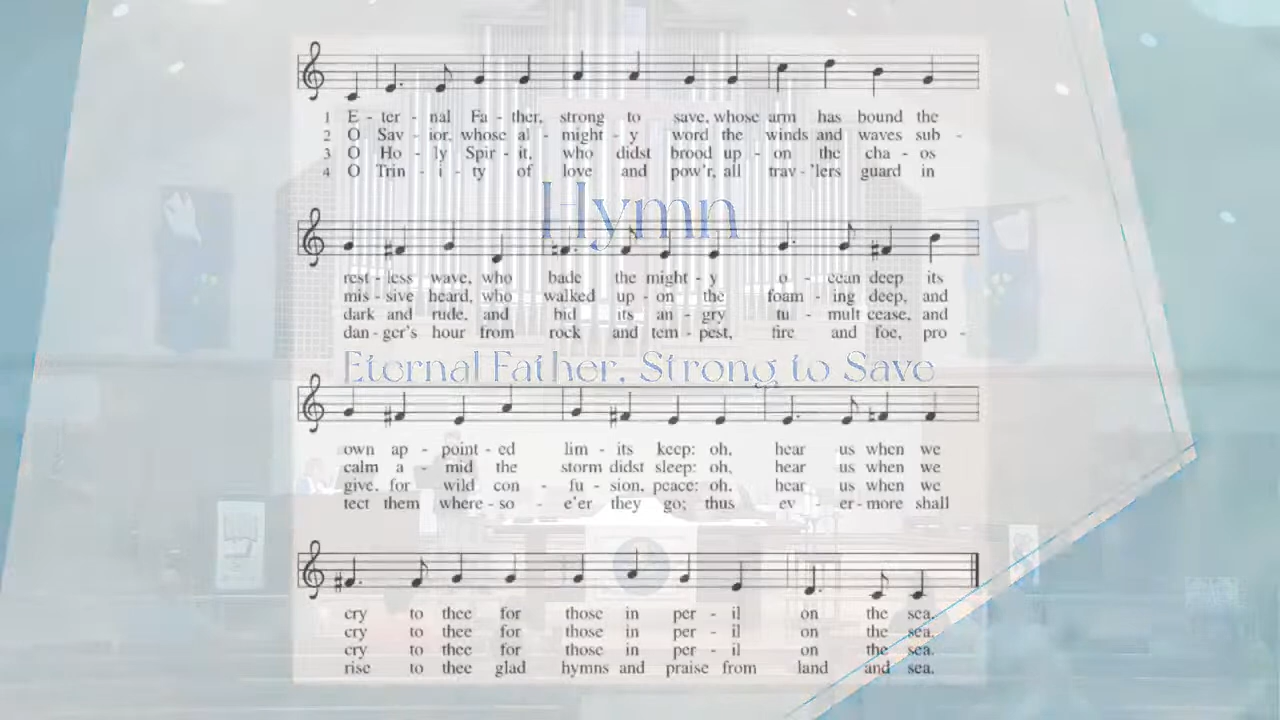 1 E - ter - nal Fa - ther, strong to save, whose arm has bound the
2 O Sav - ior, whose al - might - y word the winds and waves sub -
3 O Ho - ly Spir - it, who didst brood up - on the cha - os
4 O Trin - i - ty of love and pow'r, all trav - 'lers guard in
Hymn
rest - less wave, who bade the might - y o - cean deep its
mis - sive heard, who walked up - on the foam - ing deep, and
dark and rude, and bid its an - gry tu - mult cease, and
dan - ger's hour from rock and tem - pest, fire and foe, pro -
Eternal Father, Strong to Save
own ap - point - ed lim - its keep: oh, hear us when we
calm a - mid the storm didst sleep: oh, hear us when we
give, for wild con - fu - sion, peace: oh, hear us when we
tect them where - so - e'er they go; thus ev - er - more shall
cry to thee for those in per - il on the sea.
cry to thee for those in per - il on the sea.
cry to thee for those in per - il on the sea.
rise to thee glad hymns and praise from land and sea.